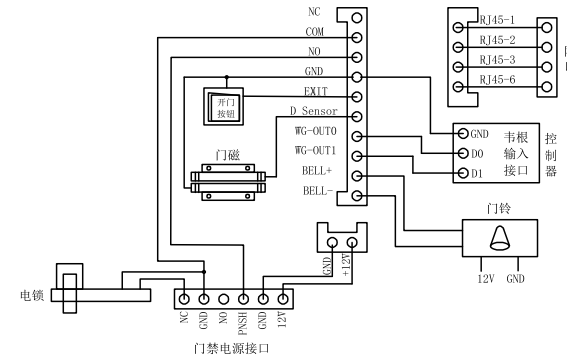 NC
COM
NO
GND
EXIT
D Sensor
WG-OUT0
WG-OUT1
BELL+
BELL-
RJ45-1
RJ45-2
RJ45-3
RJ45-6
开门
按钮
门磁
GND
D0
D1
韦根
输入
接口
控制器
门铃
12V
GND
GND
+12V
电锁
NC
GND
NO
PNSH
GND
12V
门禁电源接口